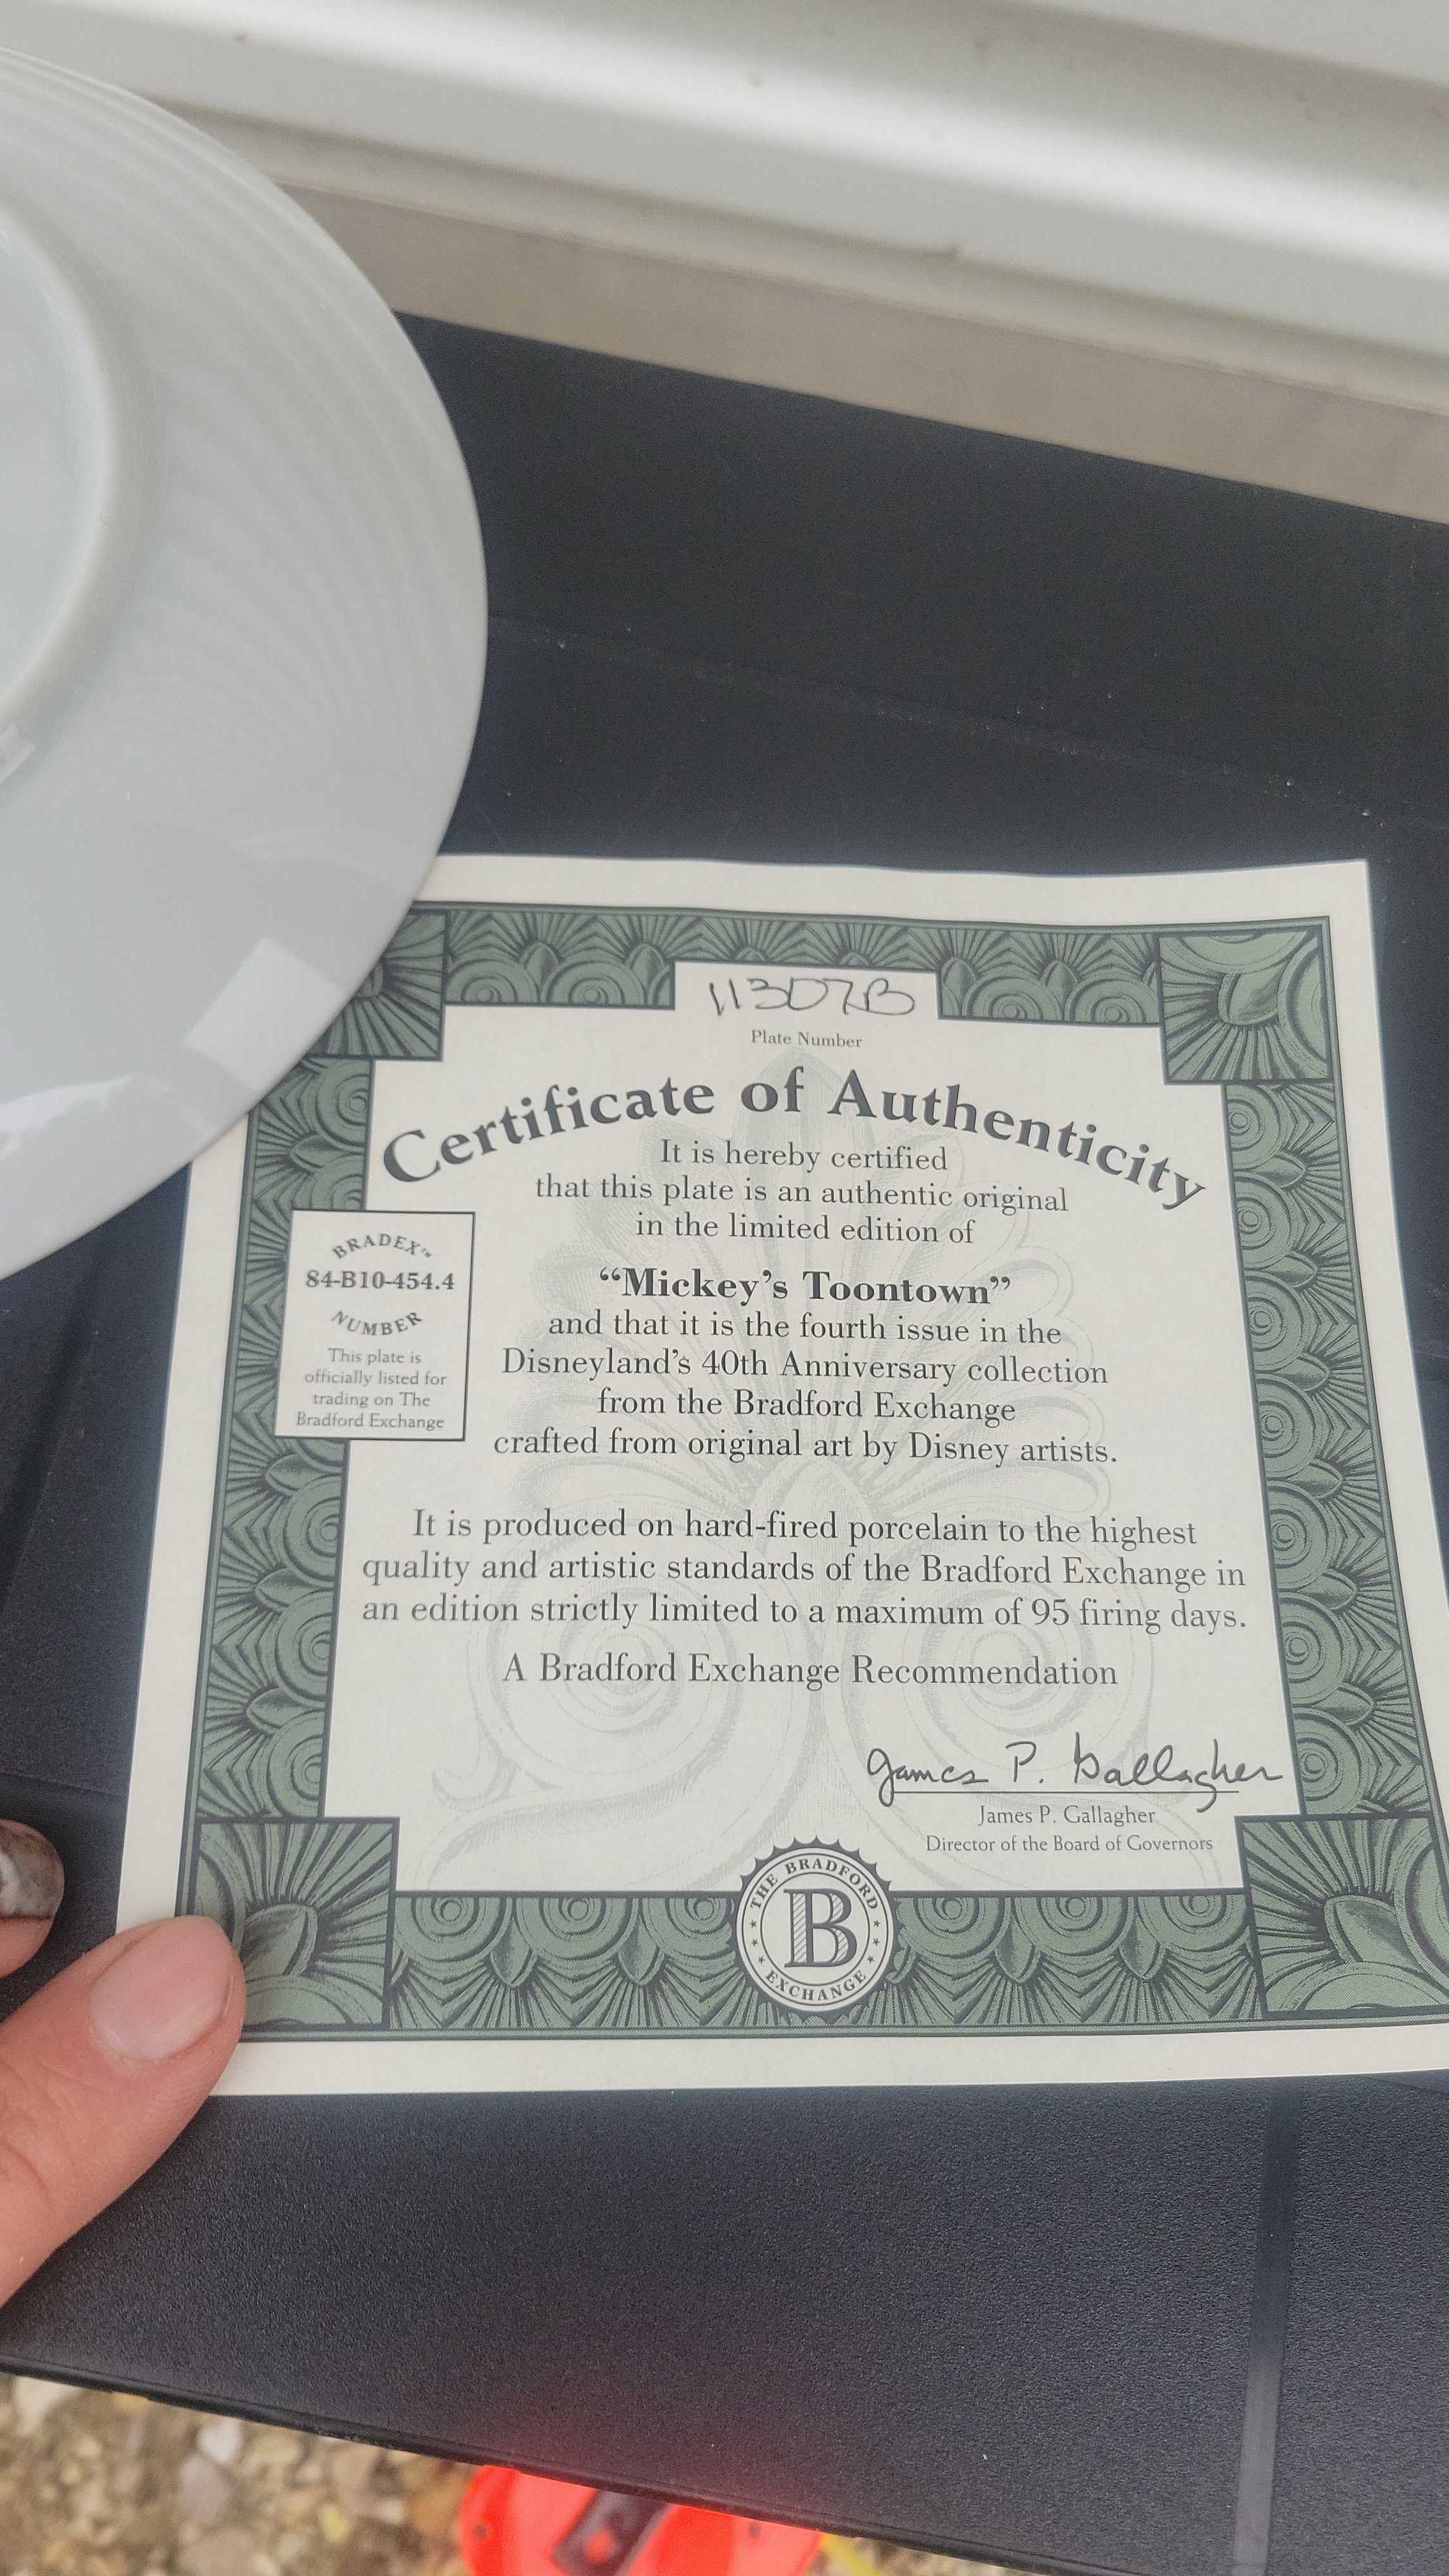 11307B
Plate Number
Certificate of Authenticity
It is hereby certified
that this plate is an authentic original
in the limited edition of
“Mickey’s Toontown”
and that it is the fourth issue in the
Disneyland’s 40th Anniversary collection
from the Bradford Exchange
crafted from original art by Disney artists.
BRADEX™
84-B10-454.4
NUMBER
This plate is
officially listed for
trading on The
Bradford Exchange
It is produced on hard-fired porcelain to the highest
quality and artistic standards of the Bradford Exchange in
an edition strictly limited to a maximum of 95 firing days.
A Bradford Exchange Recommendation
James P. Gallagher
James P. Gallagher
Director of the Board of Governors
THE BRADFORD
B
EXCHANGE